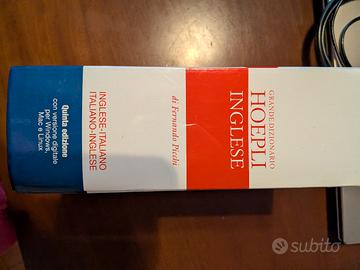 GRANDE DIZIONARIO
HOEPLI
INGLESE
di Fernando Picchi
INGLESE-ITALIANO
ITALIANO-INGLESE
Quinta edizione
con versione digitale
per Windows,
Mac e Linux
subito